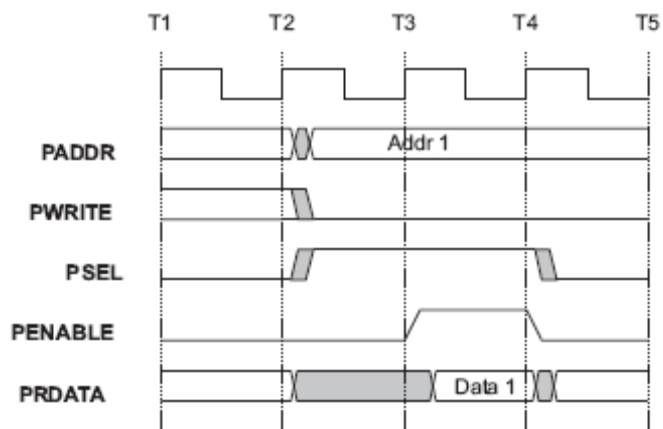 T1 T2 T3 T4 T5
PADDR Addr 1
PWRITE
PSEL
PENABLE
PRDATA Data 1